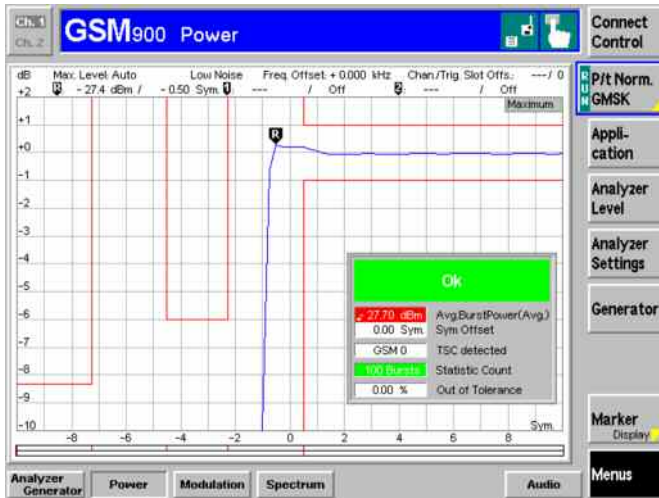 Ch. 1
Ch. 2
GSM900 Power
Connect
Control
dB
Max. Level: Auto
Low Noise
Freq. Offset: + 0.000 kHz
Chan./Trig. Slot Offs.: ---/ 0
+2
R - 27.4 dBm / - 0.50 Sym.
1: --- / Off
2: --- / Off
Maximum
RUN
P/t Norm.
GMSK
Appli-
cation
Analyzer
Level
Analyzer
Settings
Generator
Marker
Display
Menus
+1
+0
-1
-2
-3
-4
-5
-6
-7
-8
-9
-10
R
Ok
- 27.70 dBm Avg.BurstPower(Avg.)
0.00 Sym. Sym Offset
GSM 0 TSC detected
100 Bursts Statistic Count
0.00 % Out of Tolerance
Sym.
-8 -6 -4 -2 0 2 4 6 8
Analyzer
Generator
Power
Modulation
Spectrum
Audio